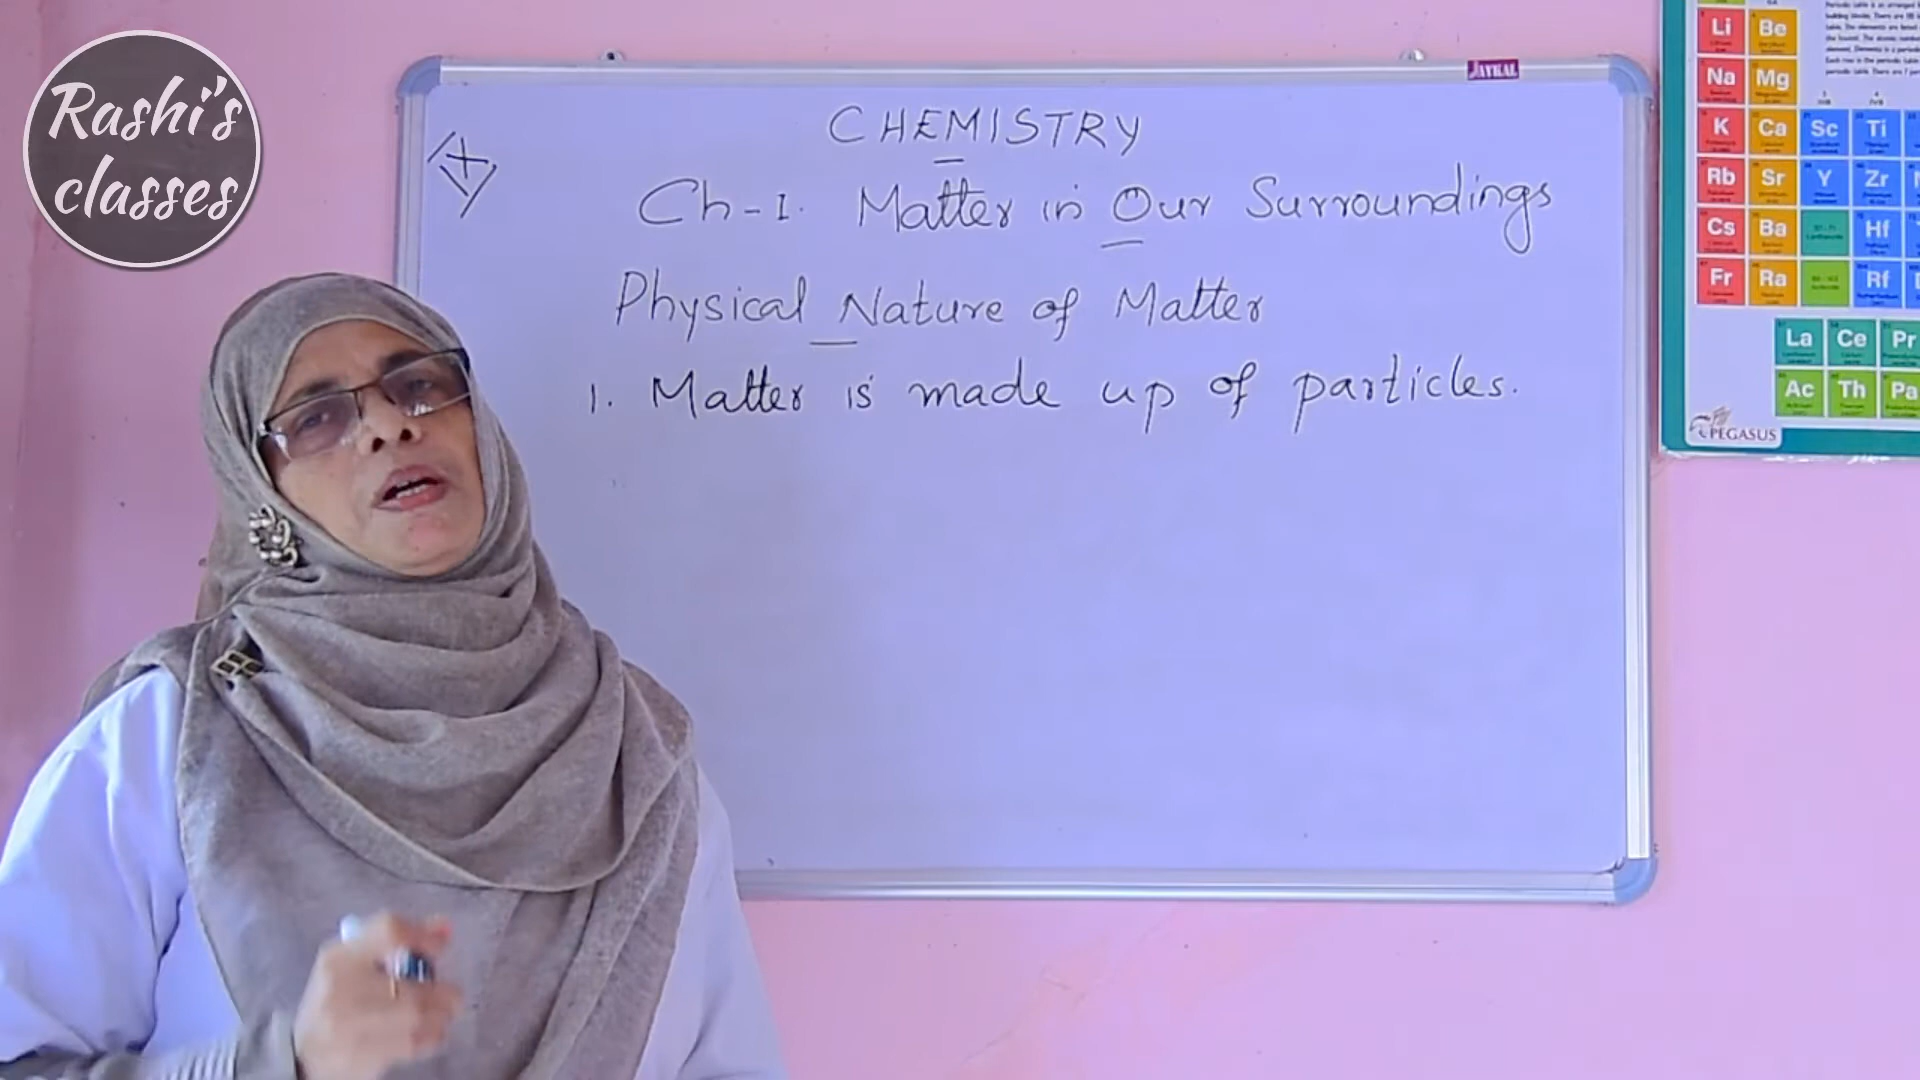 Rashi's
classes
CHEMISTRY
Ch-1. Matter in Our Surroundings
Physical Nature of Matter
1. Matter is made up of particles.
JAYKAL
Li Be
Na Mg
K Ca Sc Ti
Rb Sr Y Zr
Cs Ba Hf
Fr Ra Rf
La Ce Pr
Ac Th Pa
PEGASUS